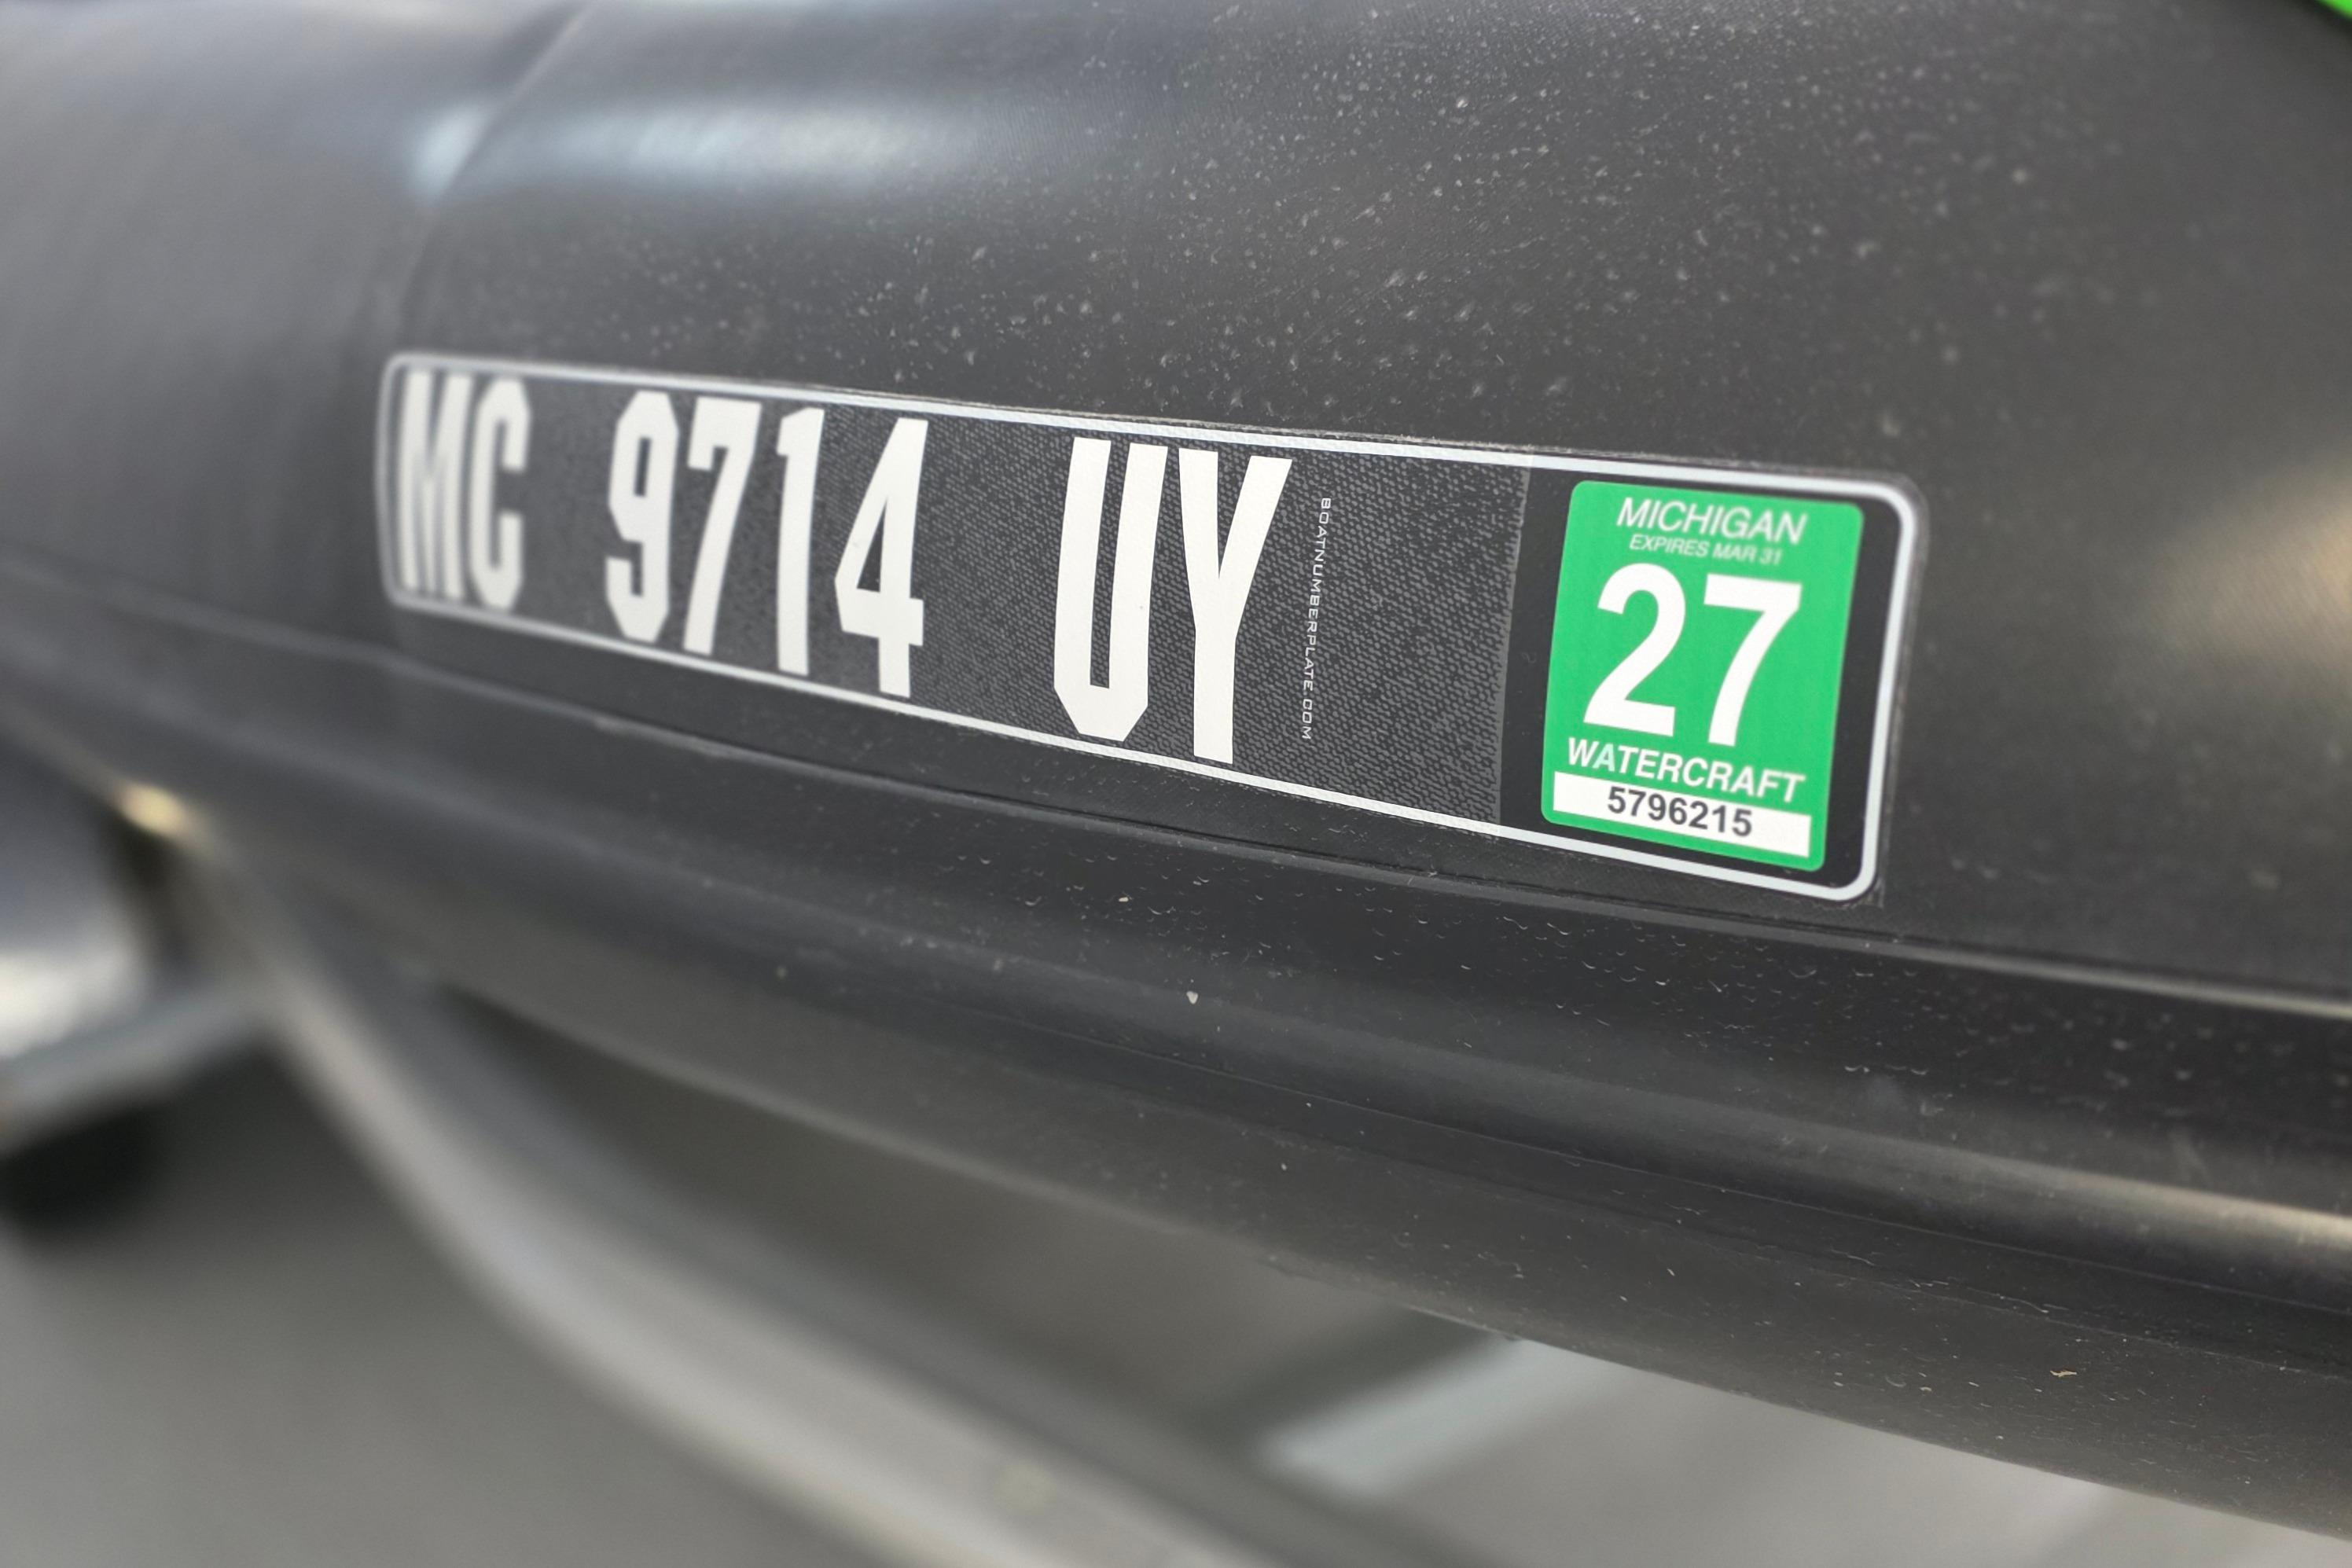 MC 9714 UY
BOATNUMBERPLATE.COM
MICHIGAN
EXPIRES MAR 31
27
WATERCRAFT
5796215